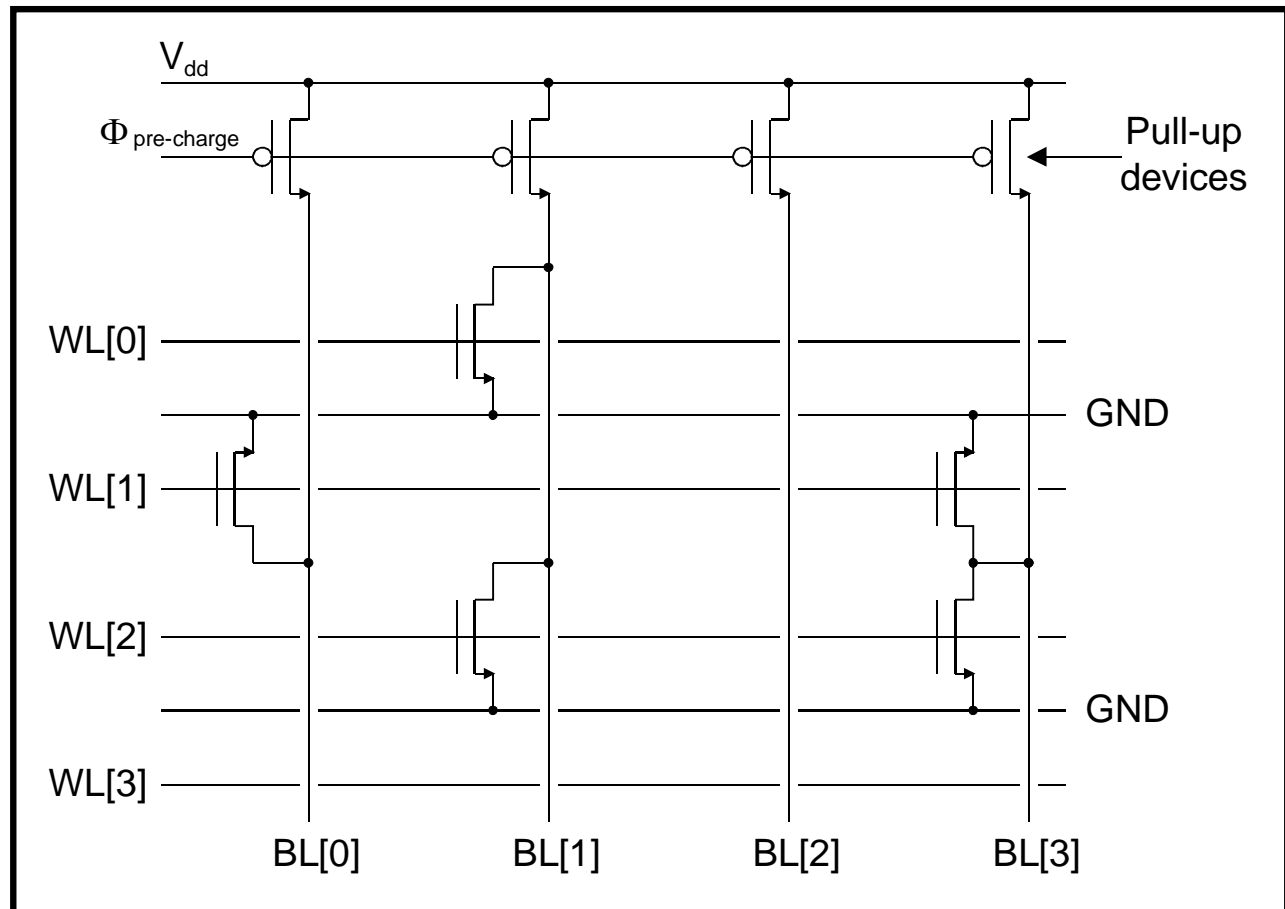 Vdd
Φ pre-charge
Pull-up
devices
WL[0]
GND
WL[1]
WL[2]
GND
WL[3]
BL[0] BL[1] BL[2] BL[3]